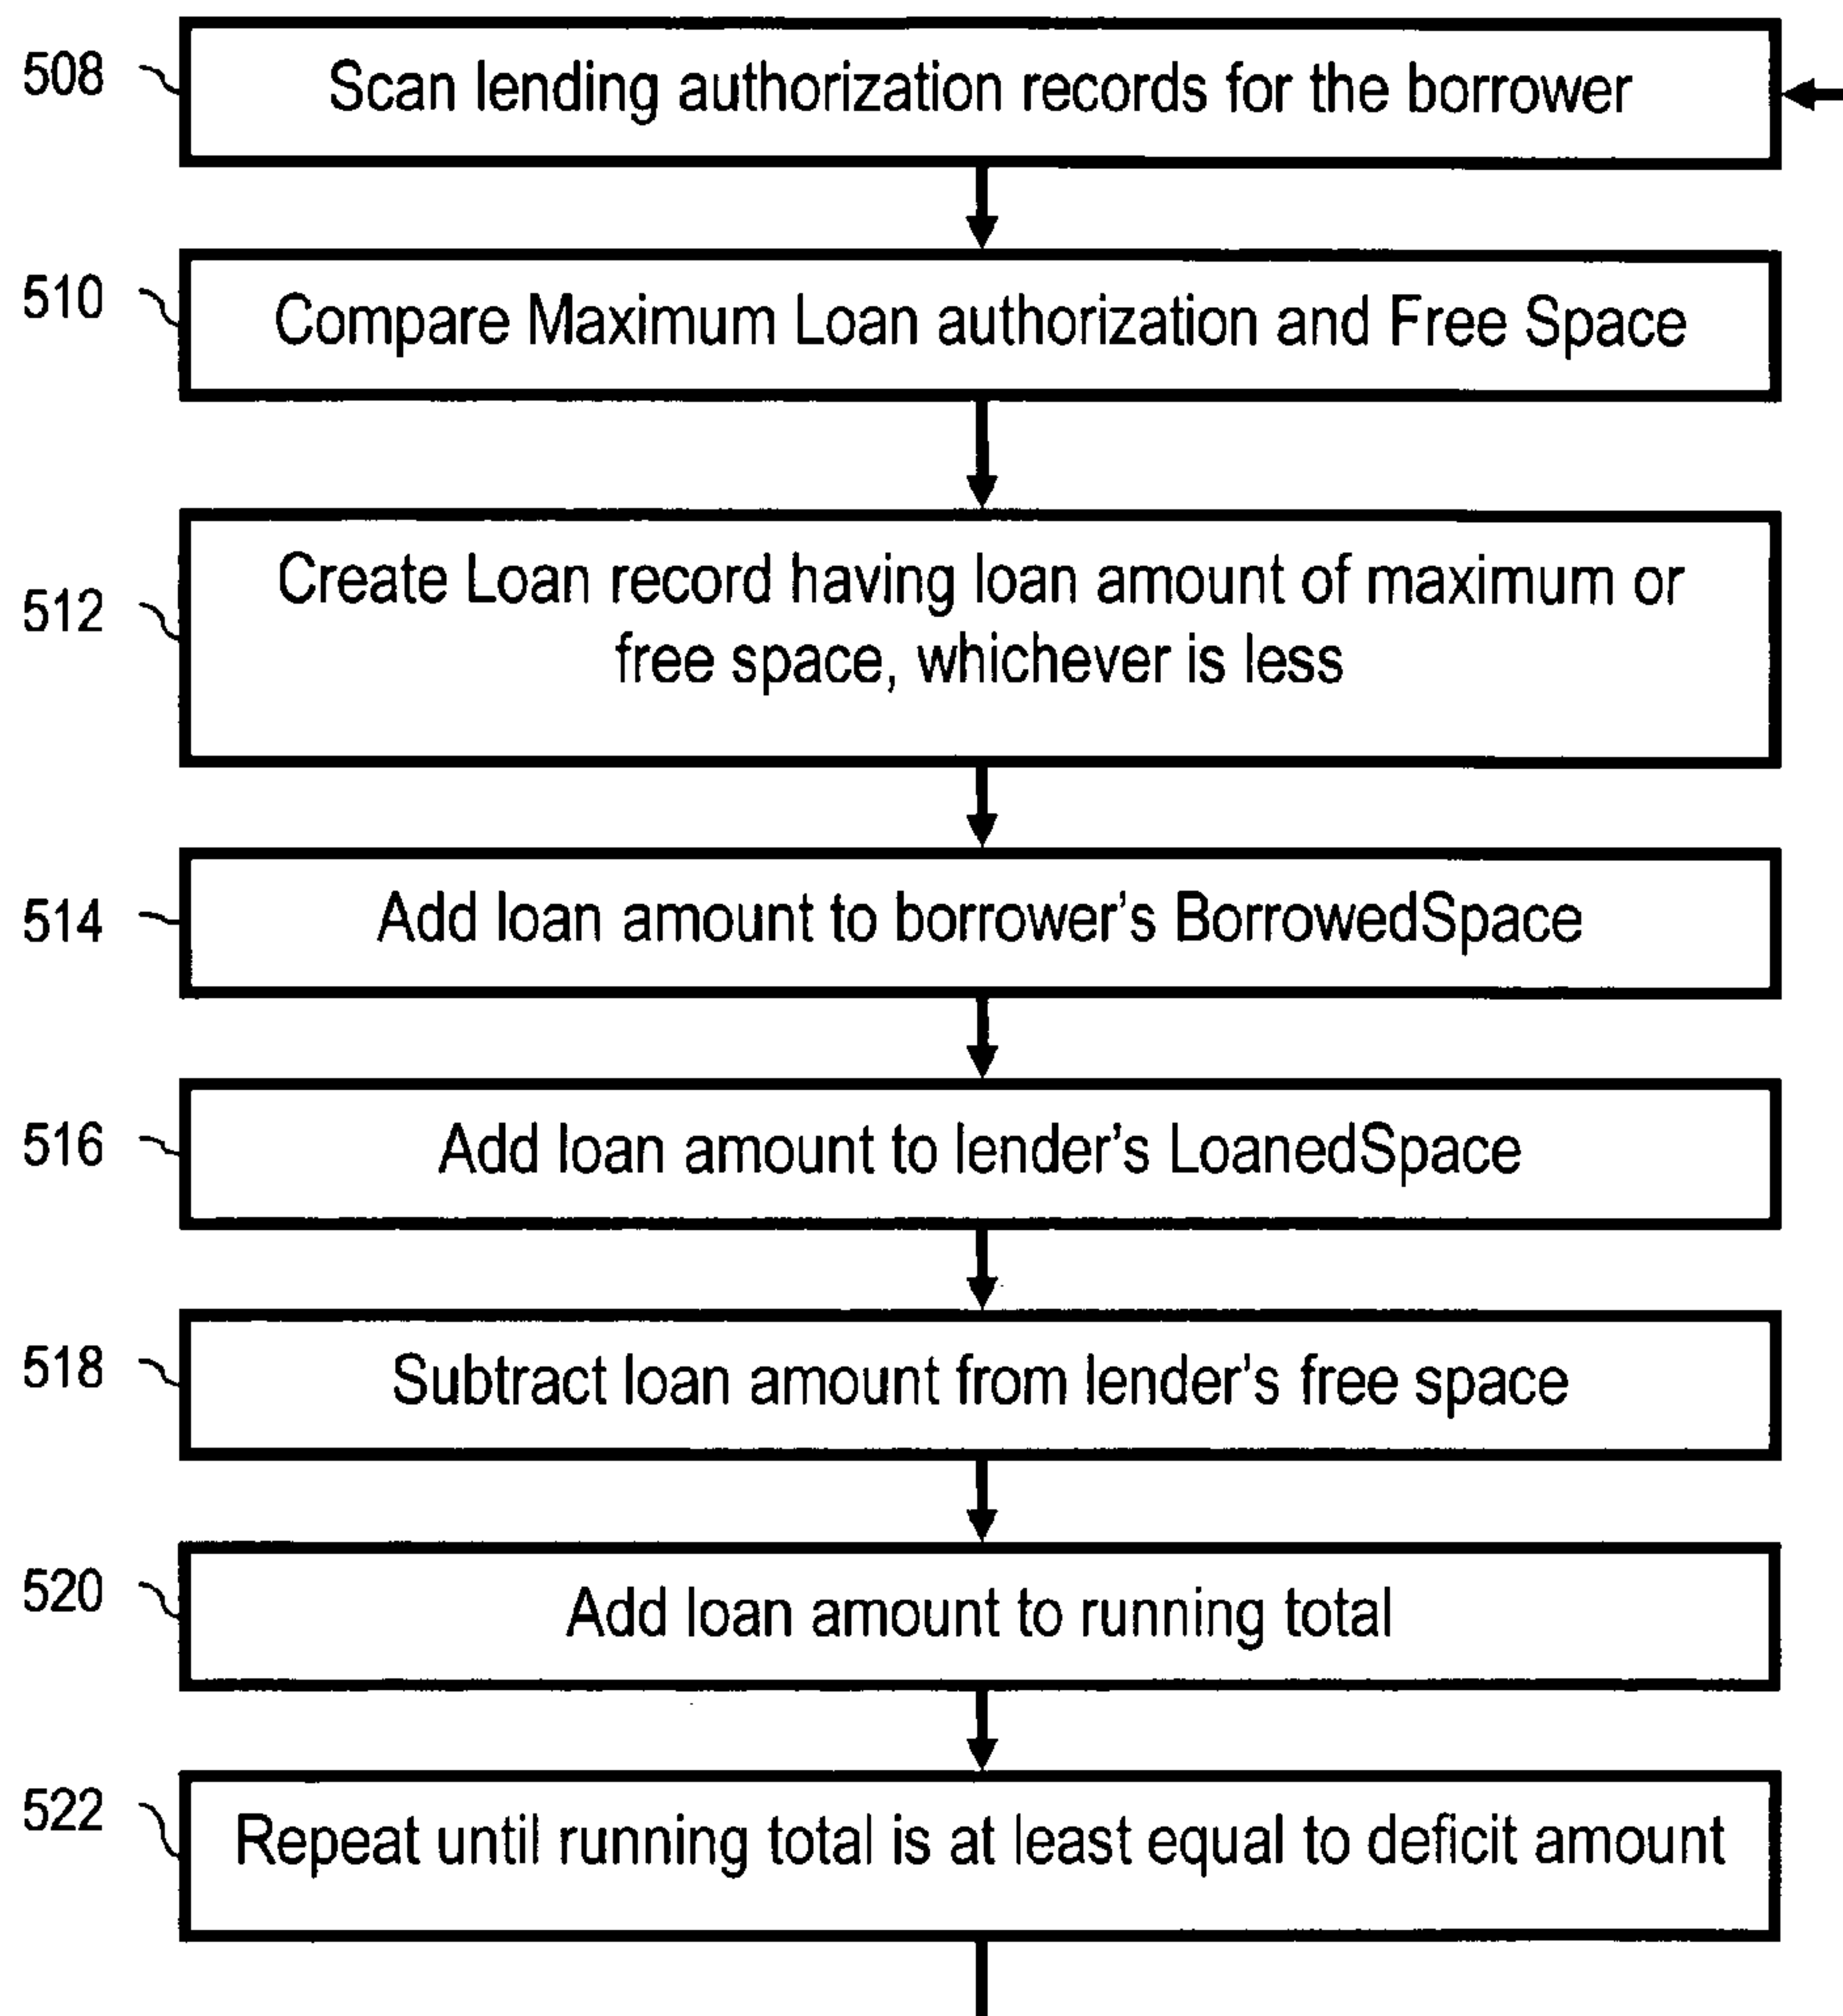 508
Scan lending authorization records for the borrower
510
Compare Maximum Loan authorization and Free Space
512
Create Loan record having loan amount of maximum or
free space, whichever is less
514
Add loan amount to borrower's BorrowedSpace
516
Add loan amount to lender's LoanedSpace
518
Subtract loan amount from lender's free space
520
Add loan amount to running total
522
Repeat until running total is at least equal to deficit amount